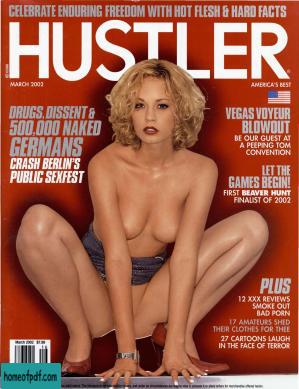 CELEBRATE ENDURING FREEDOM WITH HOT FLESH & HARD FACTS
HUSTLER
MARCH 2002
AMERICA'S BEST
DRUGS, DISSENT &
500,000 NAKED
GERMANS
CRASH BERLIN'S
PUBLIC SEXFEST
VEGAS VOYEUR
BLOWOUT
BE OUR GUEST AT
A PEEPING TOM
CONVENTION
LET THE
GAMES BEGIN!
FIRST BEAVER HUNT
FINALIST OF 2002
PLUS
12 XXX REVIEWS
SMOKE OUT
BAD PORN
17 AMATEURS SHED
THEIR CLOTHES FOR THEE
27 CARTOONS LAUGH
IN THE FACE OF TERROR
March 2002 $7.99
homeofpdf.com